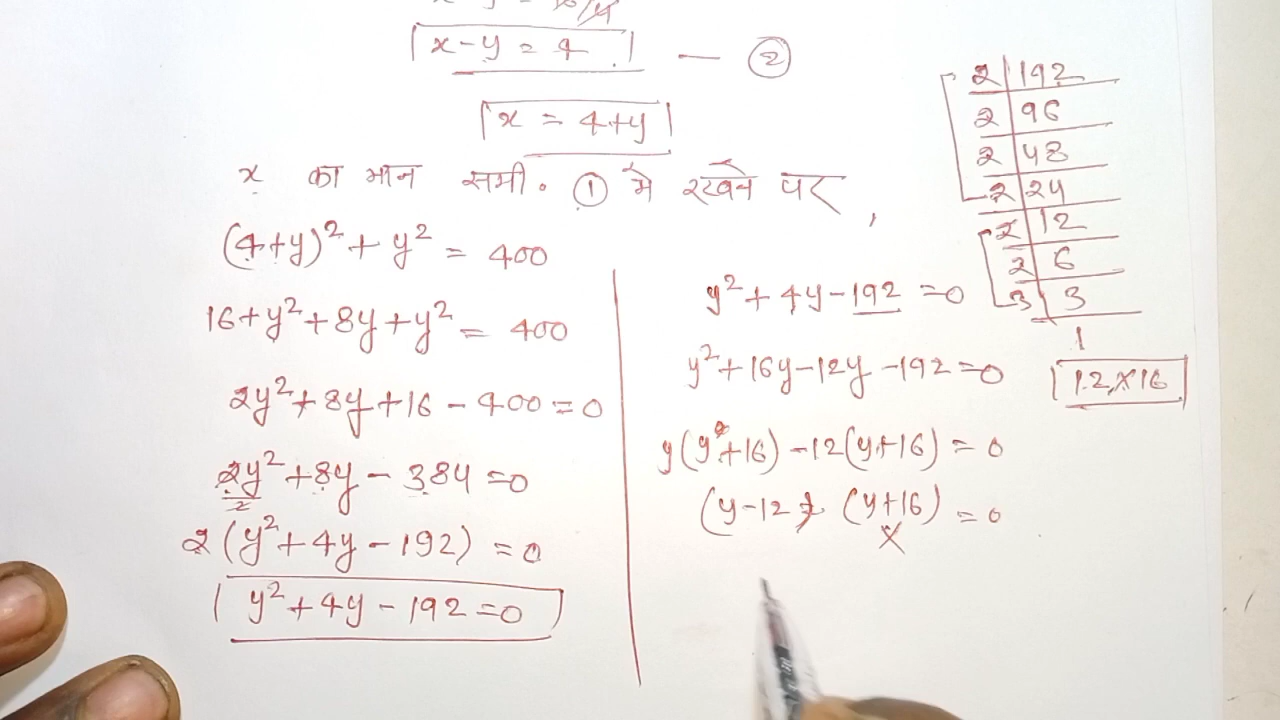 x - y = 4 — ②
x = 4+y
x का मान समी. ① मे रखने पर,
(4+y)² + y² = 400
16+y²+8y+y² = 400
2y²+8y+16 - 400 = 0
2y²+8y - 384 = 0
2
2(y²+4y - 192) = 0
y²+4y - 192 = 0
y²+4y - 192 = 0
y²+16y-12y-192 = 0
y(y²+16) -12(y+16) = 0
(y-12) (y+16) = 0
x
2 | 192
2 | 96
2 | 48
2 | 24
2 | 12
2 | 6
3 | 3
1
12×16